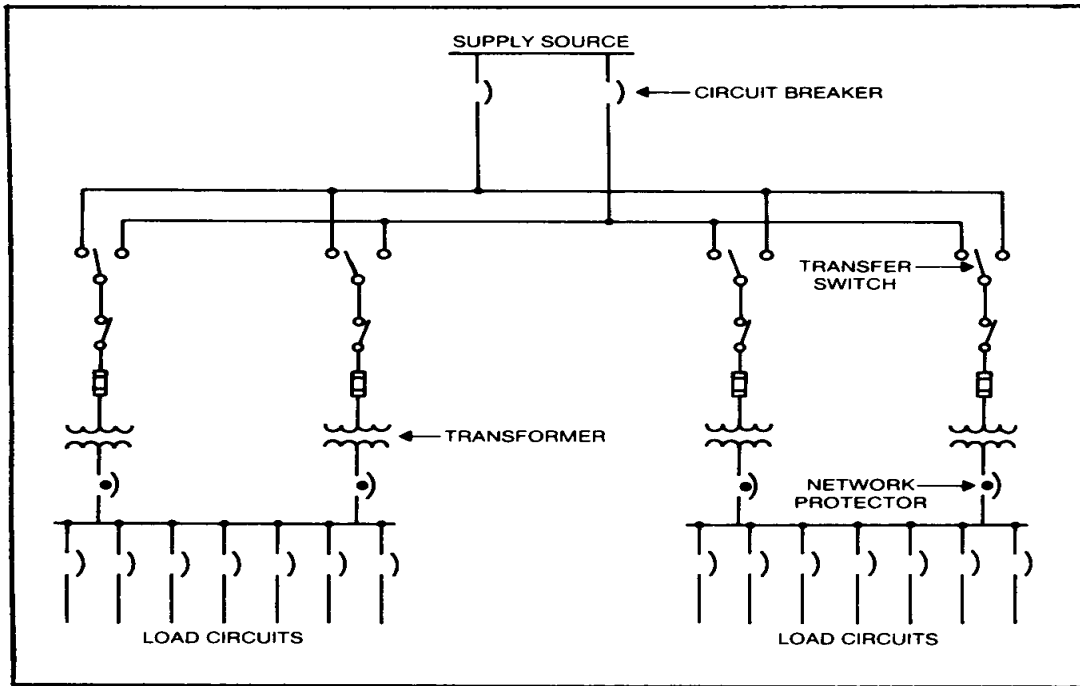 SUPPLY SOURCE
CIRCUIT BREAKER
TRANSFER
SWITCH
TRANSFORMER
NETWORK
PROTECTOR
LOAD CIRCUITS
LOAD CIRCUITS